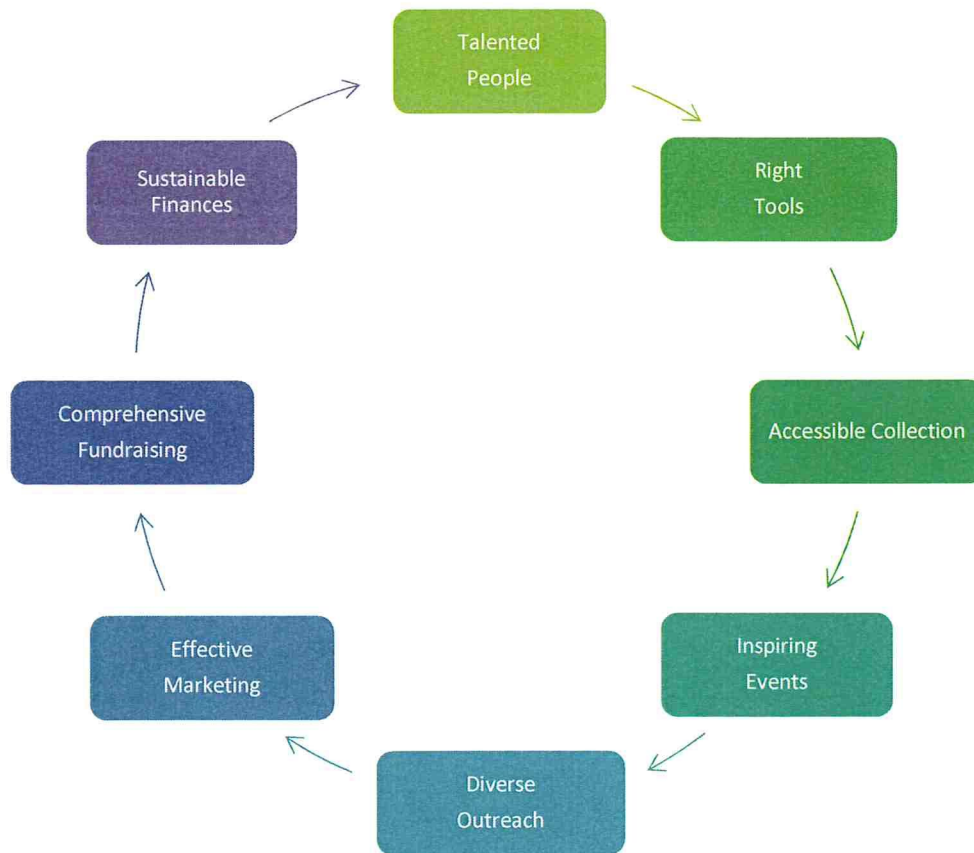 Talented
People
Right
Tools
Accessible Collection
Inspiring
Events
Diverse
Outreach
Effective
Marketing
Comprehensive
Fundraising
Sustainable
Finances